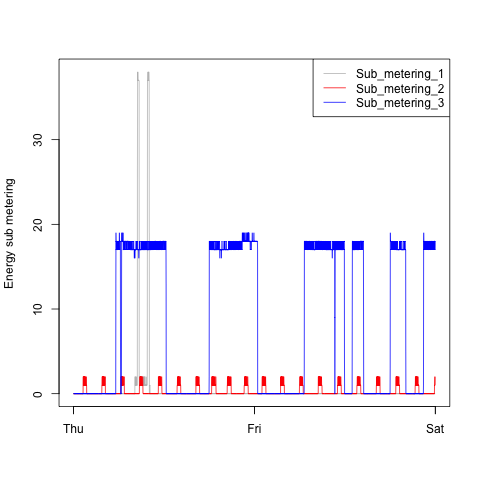 Sub_metering_1
Sub_metering_2
Sub_metering_3
Energy sub metering
30
20
10
0
Thu Fri Sat